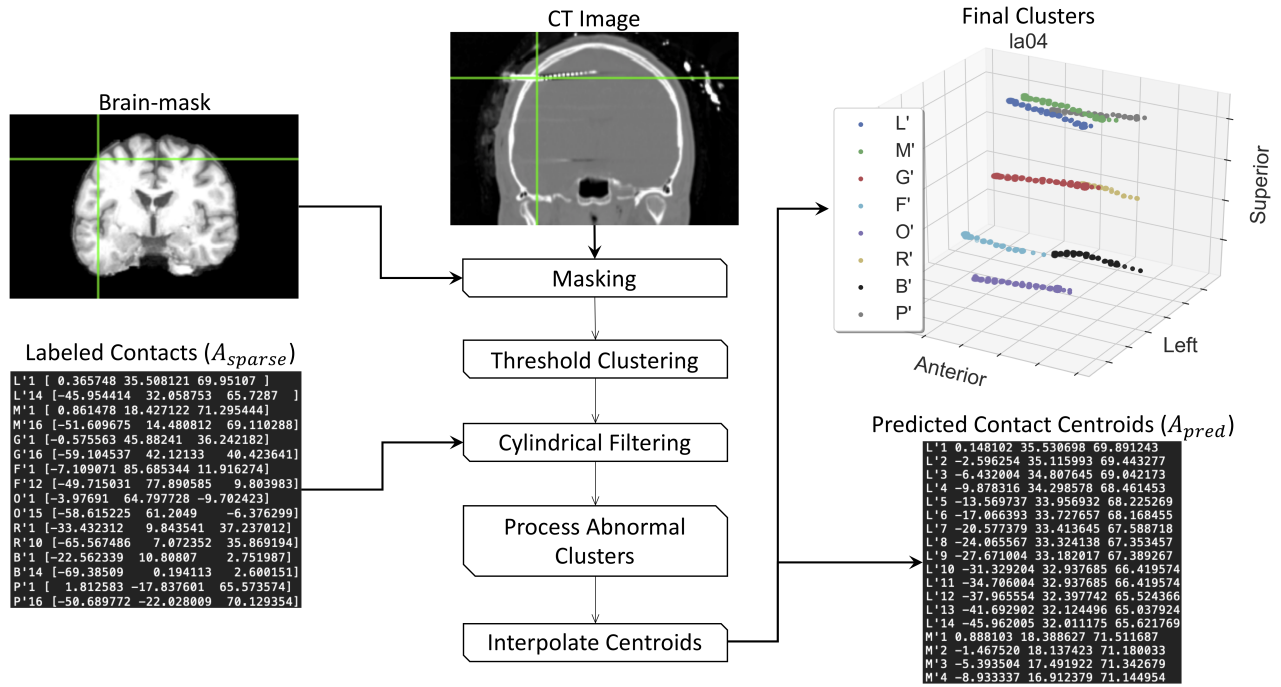 CT Image
Final Clusters
la04
Brain-mask
L'
M'
G'
F'
O'
R'
B'
P'
Superior
Left
Anterior
Masking
Threshold Clustering
Cylindrical Filtering
Process Abnormal
Clusters
Interpolate Centroids
Labeled Contacts (A_sparse)
L'1 [ 0.365748 35.508121 69.95107 ]
L'14 [-45.954414 32.058753 65.7287 ]
M'1 [ 0.861478 18.427122 71.295444]
M'16 [-51.609675 14.480812 69.110288]
G'1 [-0.575563 45.88241 36.242182]
G'16 [-59.104537 42.12133 40.423641]
F'1 [-7.109071 85.685344 11.916274]
F'12 [-49.715031 77.890585 9.803983]
O'1 [-3.97691 64.797728 -9.702423]
O'15 [-58.615225 61.2049 -6.376299]
R'1 [-33.432312 9.843541 37.237012]
R'10 [-65.567486 7.072352 35.869194]
B'1 [-22.562339 10.80807 2.751987]
B'14 [-69.38509 0.194113 2.600151]
P'1 [ 1.812583 -17.837601 65.573574]
P'16 [-50.689772 -22.028009 70.129354]
Predicted Contact Centroids (A_pred)
L'1 0.148102 35.530698 69.891243
L'2 -2.596254 35.115993 69.443277
L'3 -6.432004 34.807645 69.042173
L'4 -9.878316 34.298578 68.461453
L'5 -13.569737 33.956932 68.225269
L'6 -17.066393 33.727657 68.168455
L'7 -20.577379 33.413645 67.588718
L'8 -24.065567 33.324138 67.353457
L'9 -27.671004 33.182017 67.389267
L'10 -31.329204 32.937685 66.419574
L'11 -34.706004 32.937685 66.419574
L'12 -37.965554 32.397742 65.524366
L'13 -41.692902 32.124496 65.037924
L'14 -45.962005 32.011175 65.621769
M'1 0.888103 18.388627 71.511687
M'2 -1.467520 18.137423 71.180033
M'3 -5.393504 17.491922 71.342679
M'4 -8.933337 16.912379 71.144954